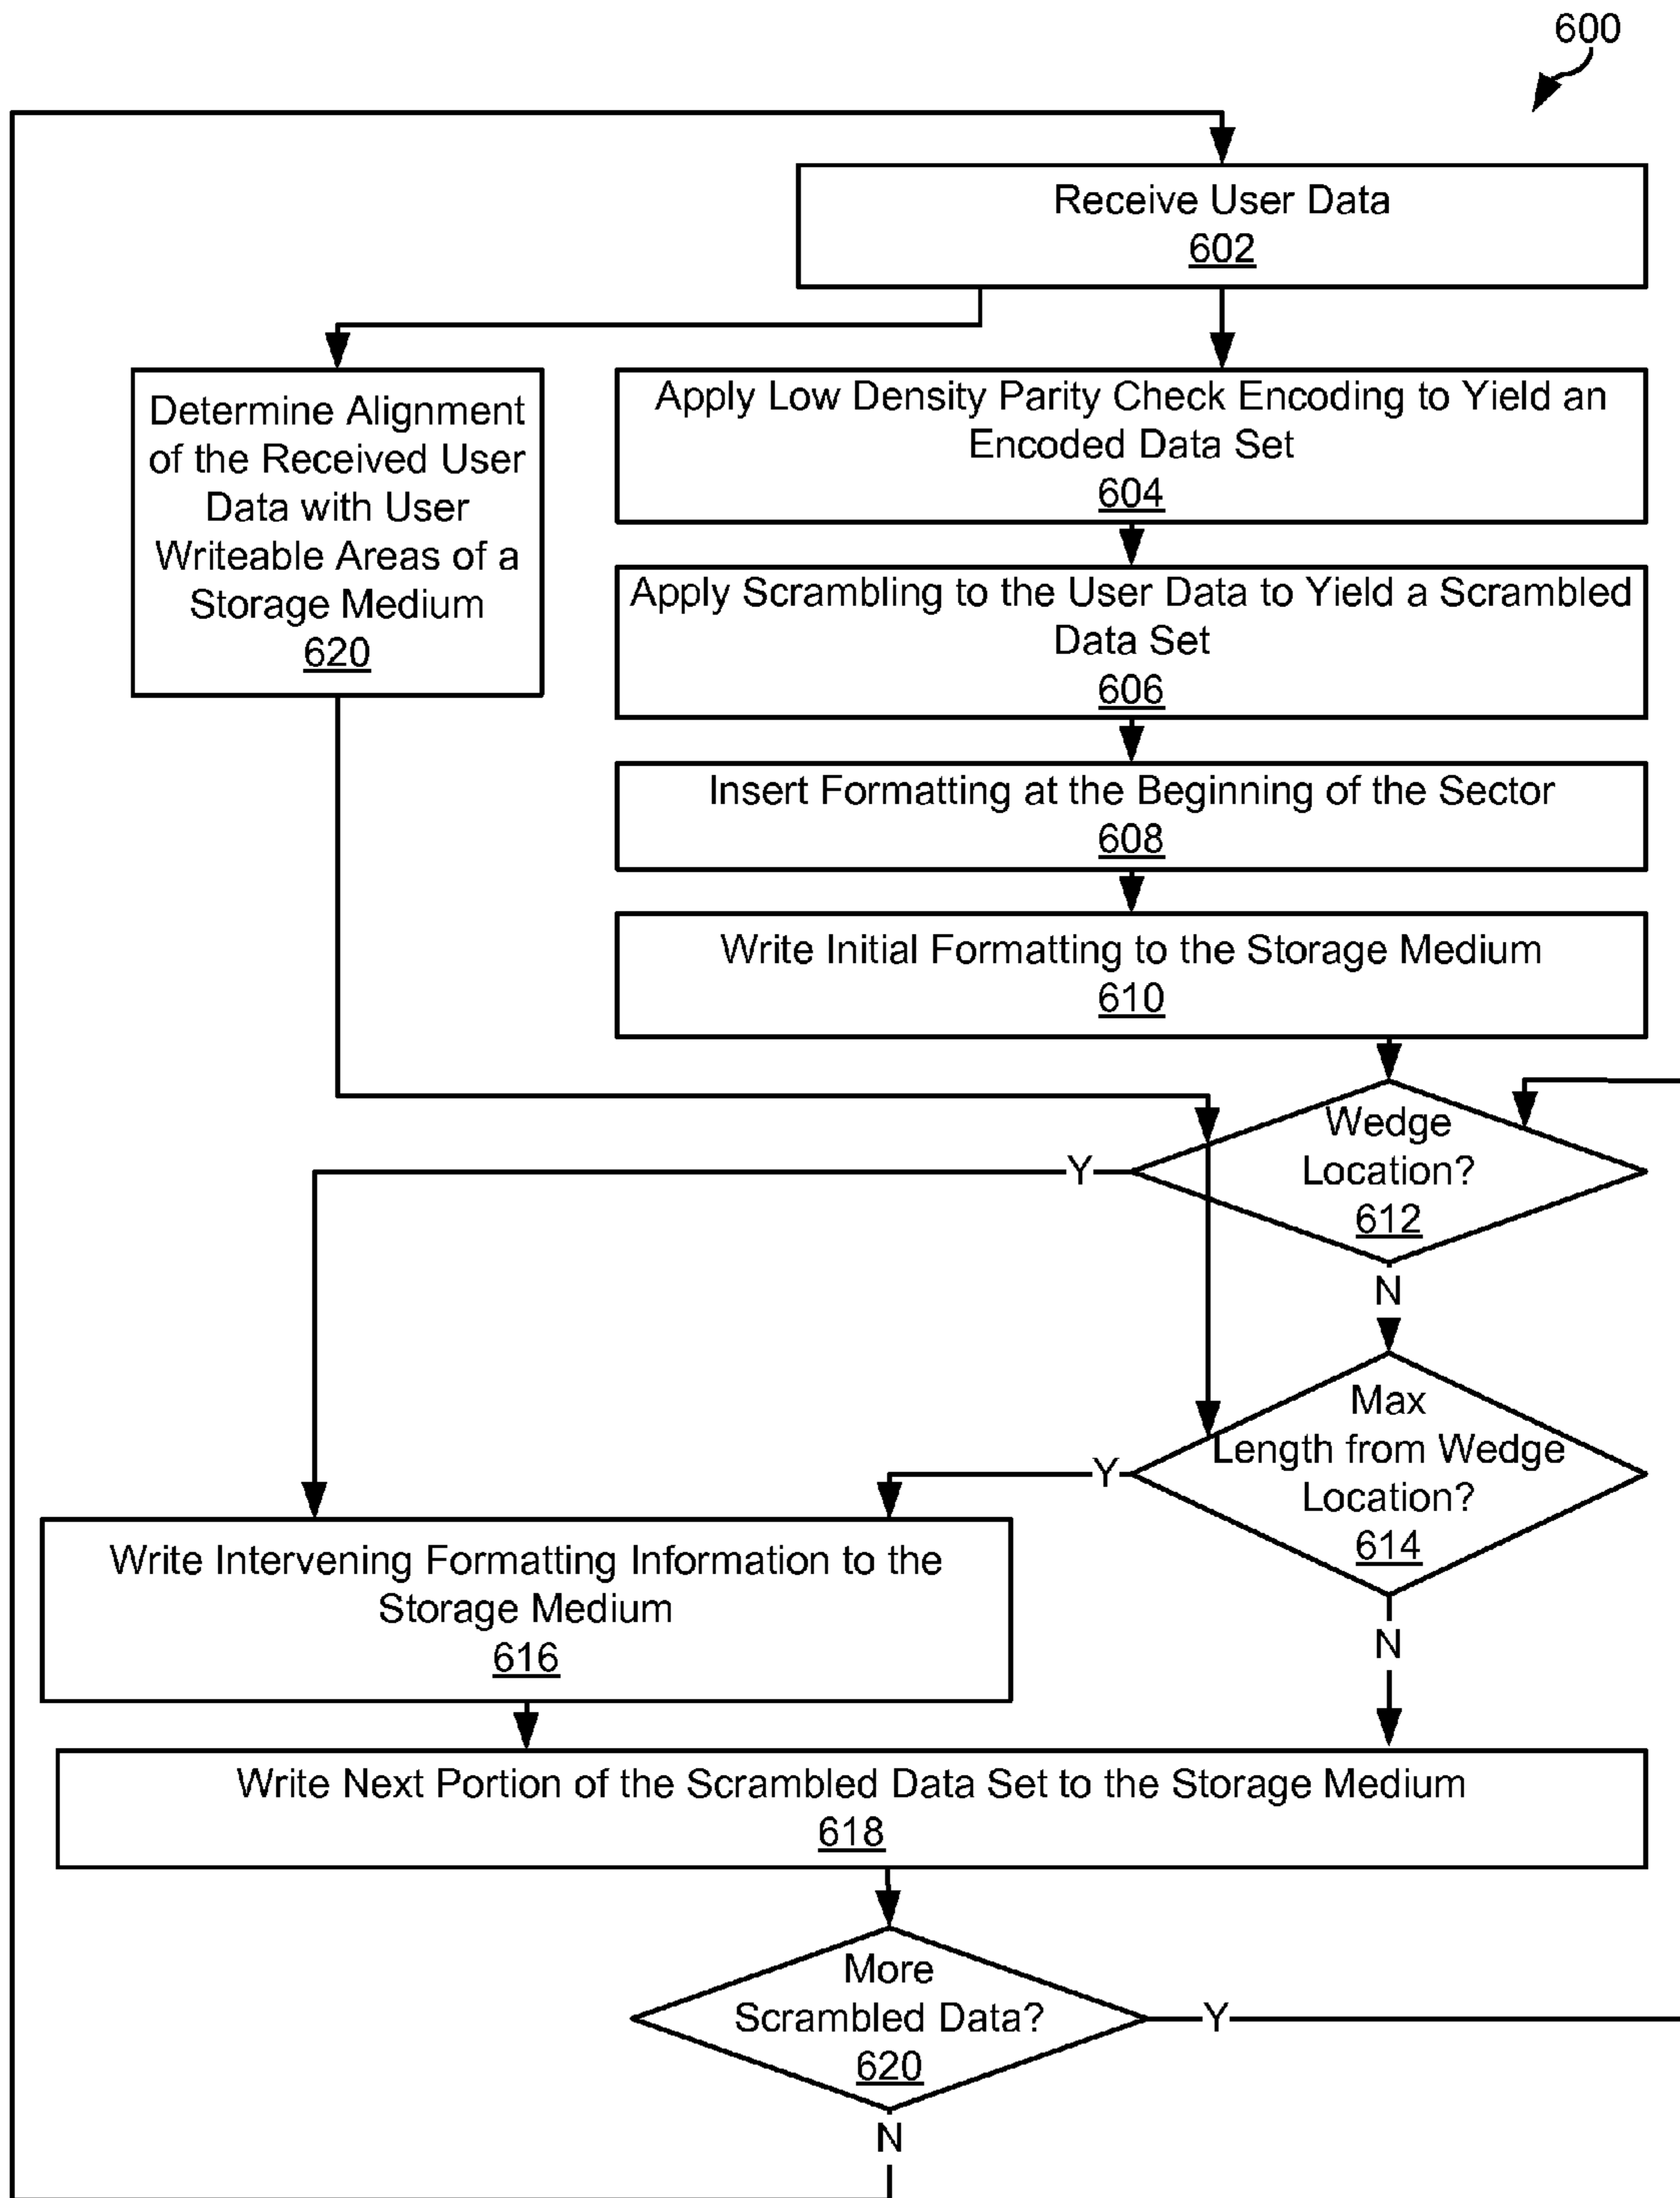 600
Receive User Data
602
Determine Alignment
of the Received User
Data with User
Writeable Areas of a
Storage Medium
620
Apply Low Density Parity Check Encoding to Yield an
Encoded Data Set
604
Apply Scrambling to the User Data to Yield a Scrambled
Data Set
606
Insert Formatting at the Beginning of the Sector
608
Write Initial Formatting to the Storage Medium
610
Wedge
Location?
612
Y
N
Max
Length from Wedge
Location?
614
Y
N
Write Intervening Formatting Information to the
Storage Medium
616
Write Next Portion of the Scrambled Data Set to the Storage Medium
618
More
Scrambled Data?
620
Y
N